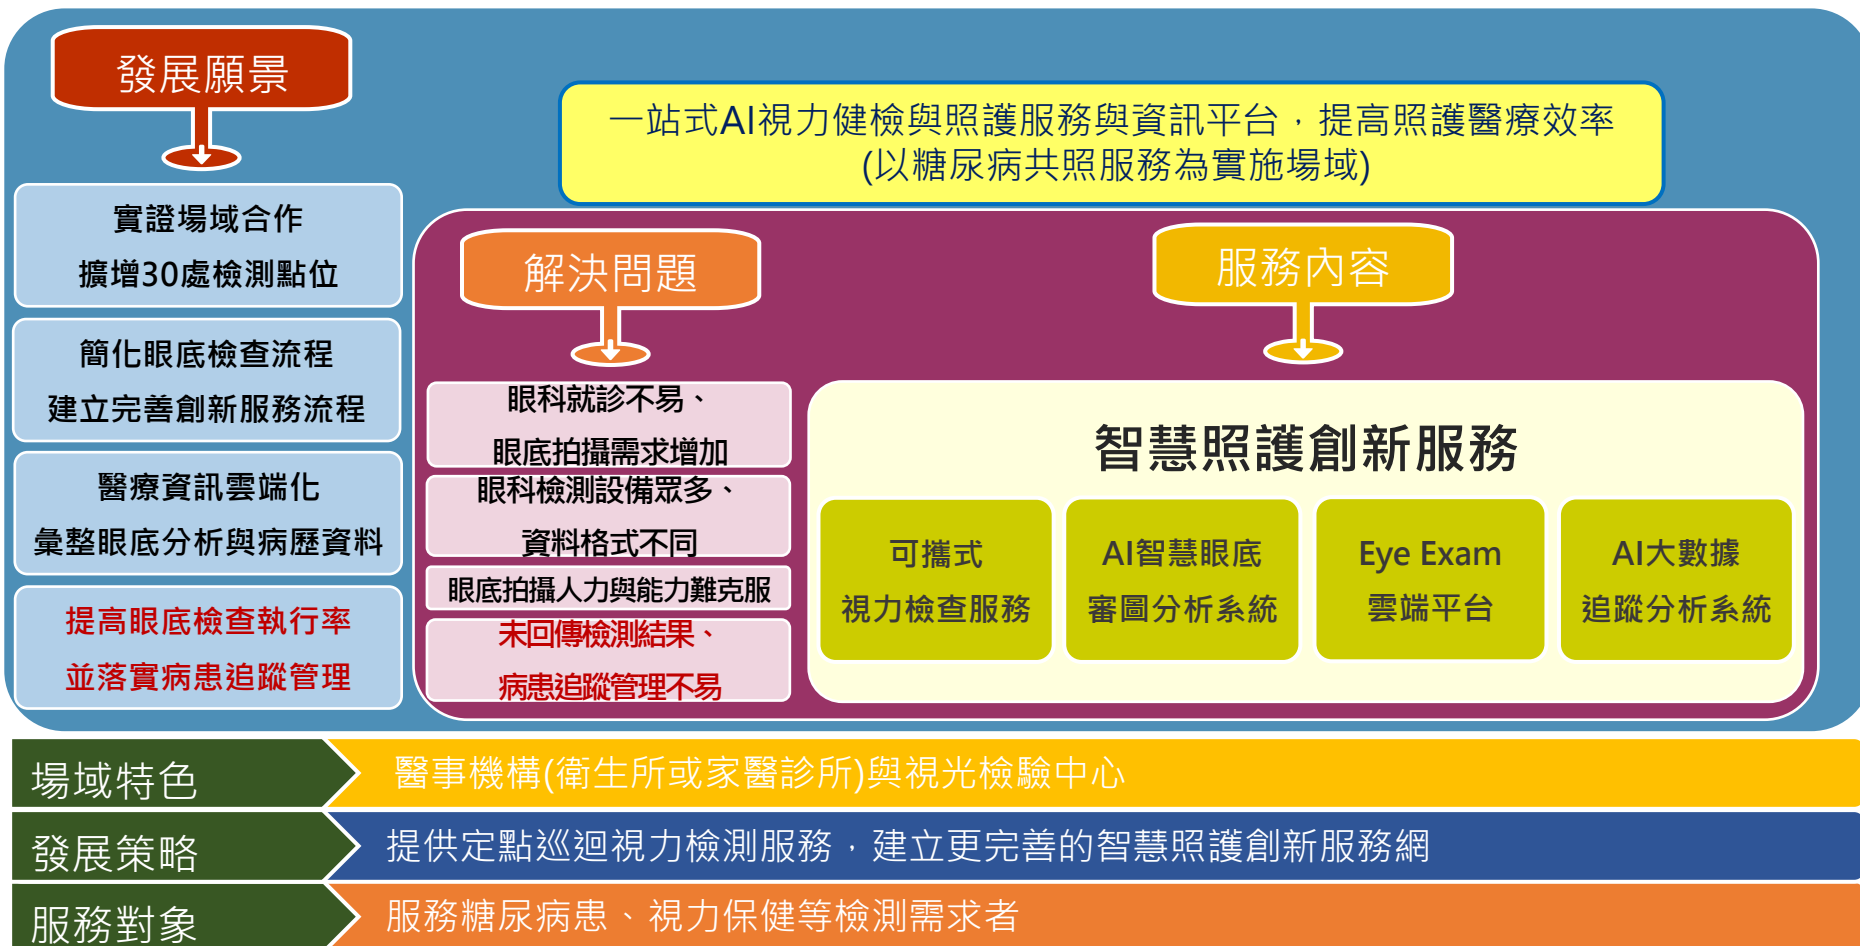 發展願景
一站式AI視力健檢與照護服務與資訊平台，提高照護醫療效率
(以糖尿病共照服務為實施場域)
實證場域合作
擴增30處檢測點位
簡化眼底檢查流程
建立完善創新服務流程
醫療資訊雲端化
彙整眼底分析與病歷資料
提高眼底檢查執行率
並落實病患追蹤管理
解決問題
眼科就診不易、
眼底拍攝需求增加
眼科檢測設備眾多、
資料格式不同
眼底拍攝人力與能力難克服
未回傳檢測結果、
病患追蹤管理不易
服務內容
智慧照護創新服務
可攜式
視力檢查服務
AI智慧眼底
審圖分析系統
Eye Exam
雲端平台
AI大數據
追蹤分析系統
場域特色
醫事機構(衛生所或家醫診所)與視光檢驗中心
發展策略
提供定點巡迴視力檢測服務，建立更完善的智慧照護創新服務網
服務對象
服務糖尿病患、視力保健等檢測需求者